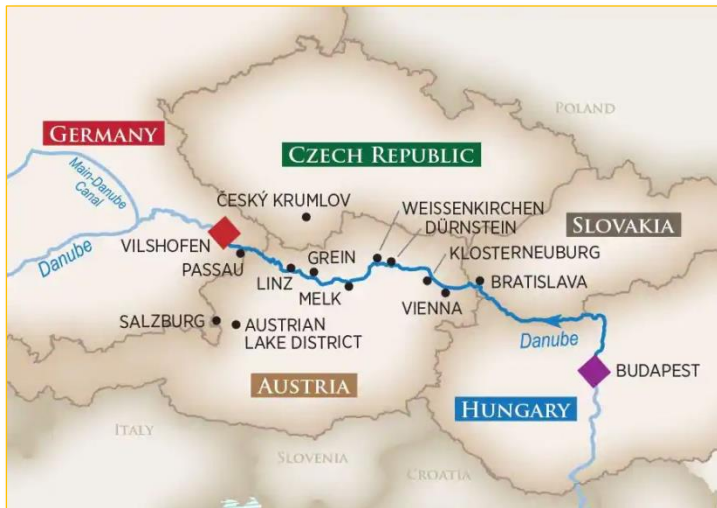 POLAND
GERMANY
CZECH REPUBLIC
Main-Danube
Canal
ČESKÝ KRUMLOV
WEISSENKIRCHEN
DÜRNSTEIN
SLOVAKIA
VILSHOFEN
GREIN
KLOSTERNEUBURG
PASSAU
Danube
LINZ
MELK
BRATISLAVA
VIENNA
SALZBURG
AUSTRIAN
LAKE DISTRICT
Danube
BUDAPEST
AUSTRIA
HUNGARY
ITALY
SLOVENIA
CROATIA